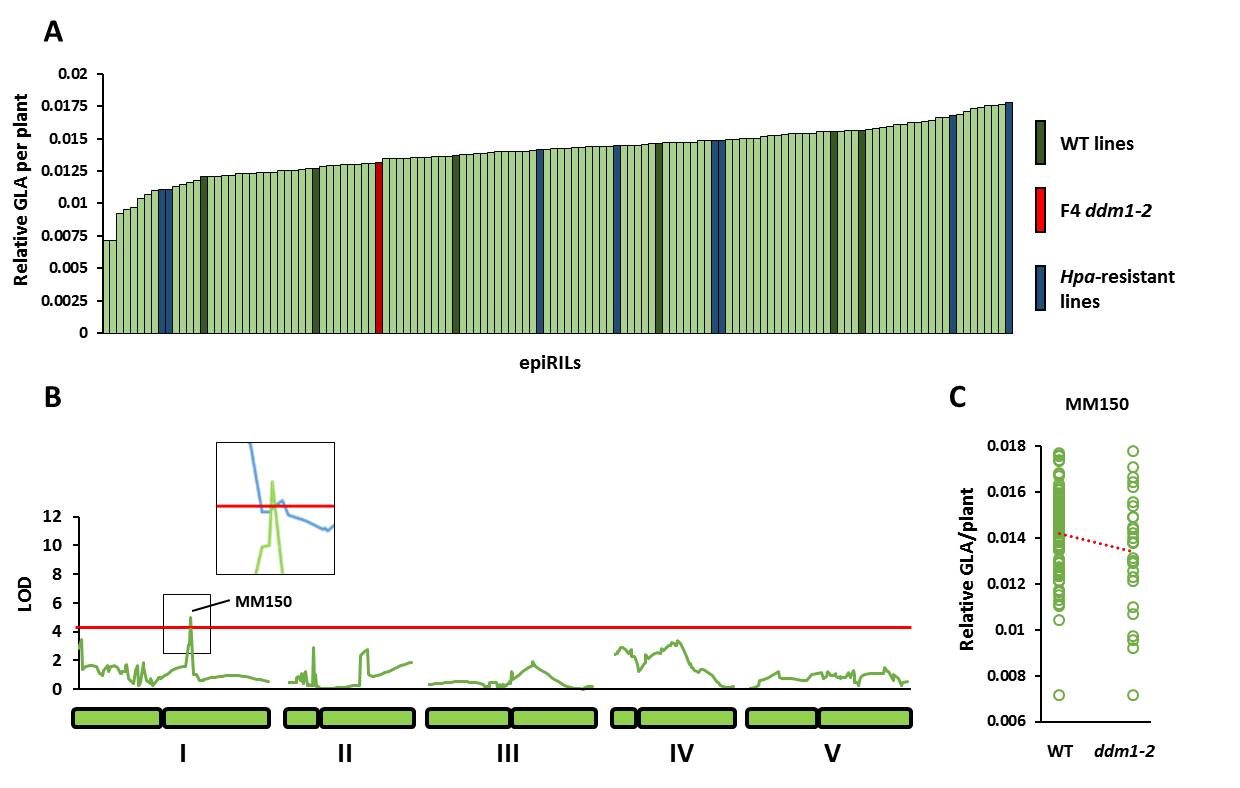 A
Relative GLA per plant
0.02
0.0175
0.015
0.0125
0.01
0.0075
0.005
0.0025
0
epiRILs
WT lines
F4 ddm1-2
Hpa-resistant
lines
B
LOD
12
10
8
6
4
2
0
MM150
I
II
III
IV
V
C
MM150
Relative GLA/plant
0.018
0.016
0.014
0.012
0.01
0.008
0.006
WT
ddm1-2